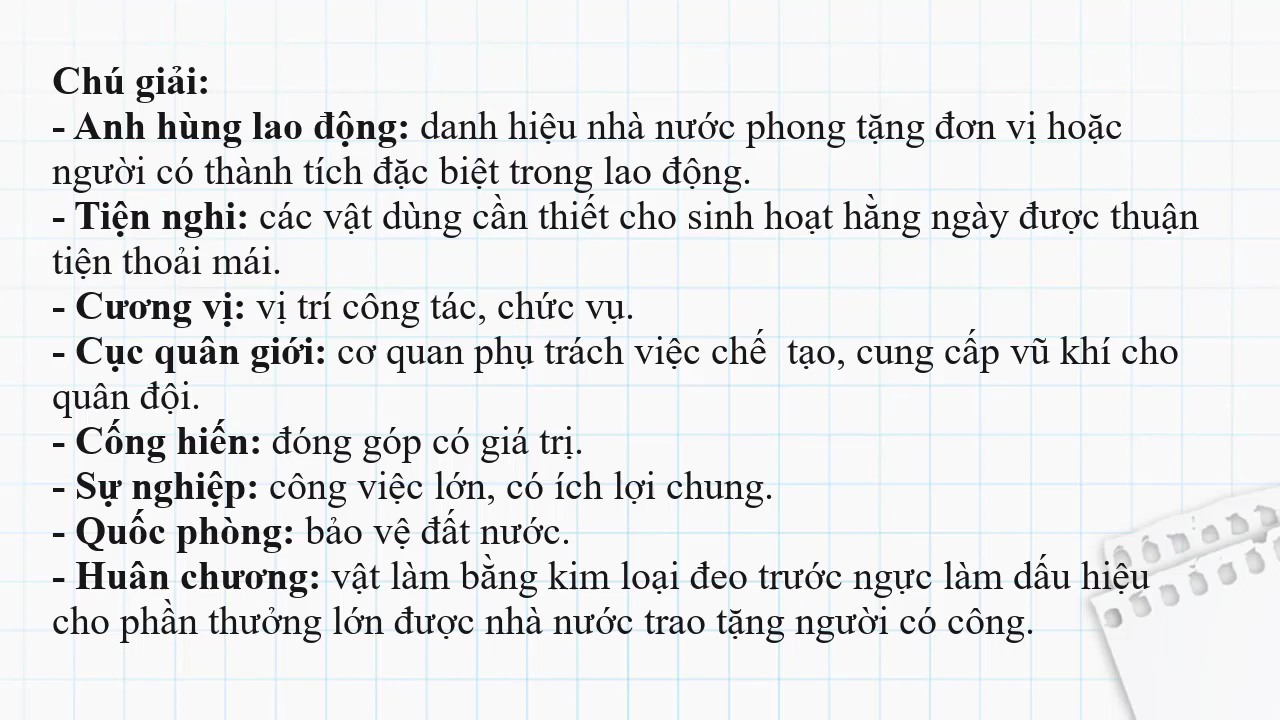 Chú giải:
- Anh hùng lao động: danh hiệu nhà nước phong tặng đơn vị hoặc
người có thành tích đặc biệt trong lao động.
- Tiện nghi: các vật dùng cần thiết cho sinh hoạt hằng ngày được thuận
tiện thoải mái.
- Cương vị: vị trí công tác, chức vụ.
- Cục quân giới: cơ quan phụ trách việc chế  tạo, cung cấp vũ khí cho
quân đội.
- Cống hiến: đóng góp có giá trị.
- Sự nghiệp: công việc lớn, có ích lợi chung.
- Quốc phòng: bảo vệ đất nước.
- Huân chương: vật làm bằng kim loại đeo trước ngực làm dấu hiệu
cho phần thưởng lớn được nhà nước trao tặng người có công.